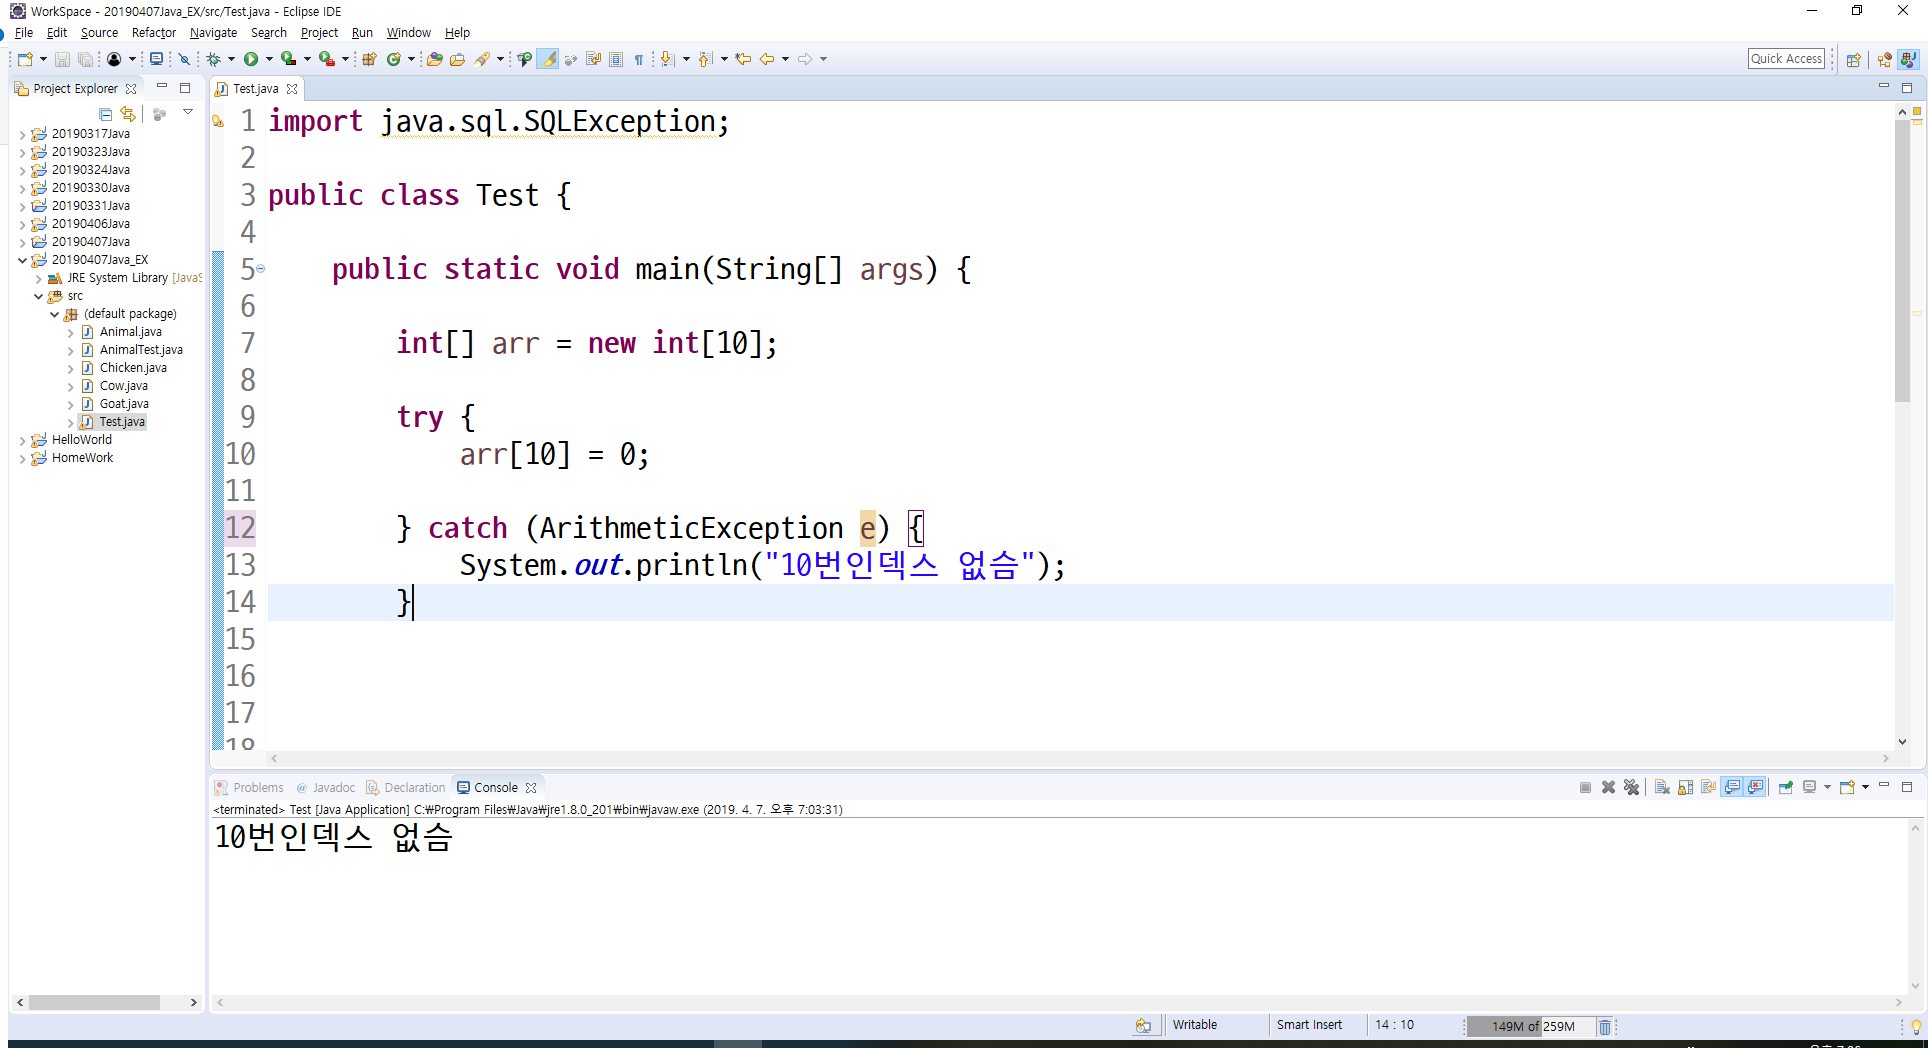 WorkSpace - 20190407Java_EX/src/Test.java - Eclipse IDE
File Edit Source Refactor Navigate Search Project Run Window Help
Quick Access
Project Explorer
20190317Java
20190323Java
20190324Java
20190330Java
20190331Java
20190406Java
20190407Java
20190407Java_EX
JRE System Library [JavaS
src
(default package)
Animal.java
AnimalTest.java
Chicken.java
Cow.java
Goat.java
Test.java
HelloWorld
HomeWork
Test.java
1 import java.sql.SQLException;
2
3 public class Test {
4
5 public static void main(String[] args) {
6
7 int[] arr = new int[10];
8
9 try {
10 arr[10] = 0;
11
12 } catch (ArithmeticException e) {
13 System.out.println("10번인덱스 없슴");
14 }
15
16
17
18
Problems @ Javadoc Declaration Console
<terminated> Test [Java Application] C:₩Program Files₩Java₩jre1.8.0_201₩bin₩javaw.exe (2019. 4. 7. 오후 7:03:31)
10번인덱스 없슴
Writable Smart Insert 14 : 10 149M of 259M